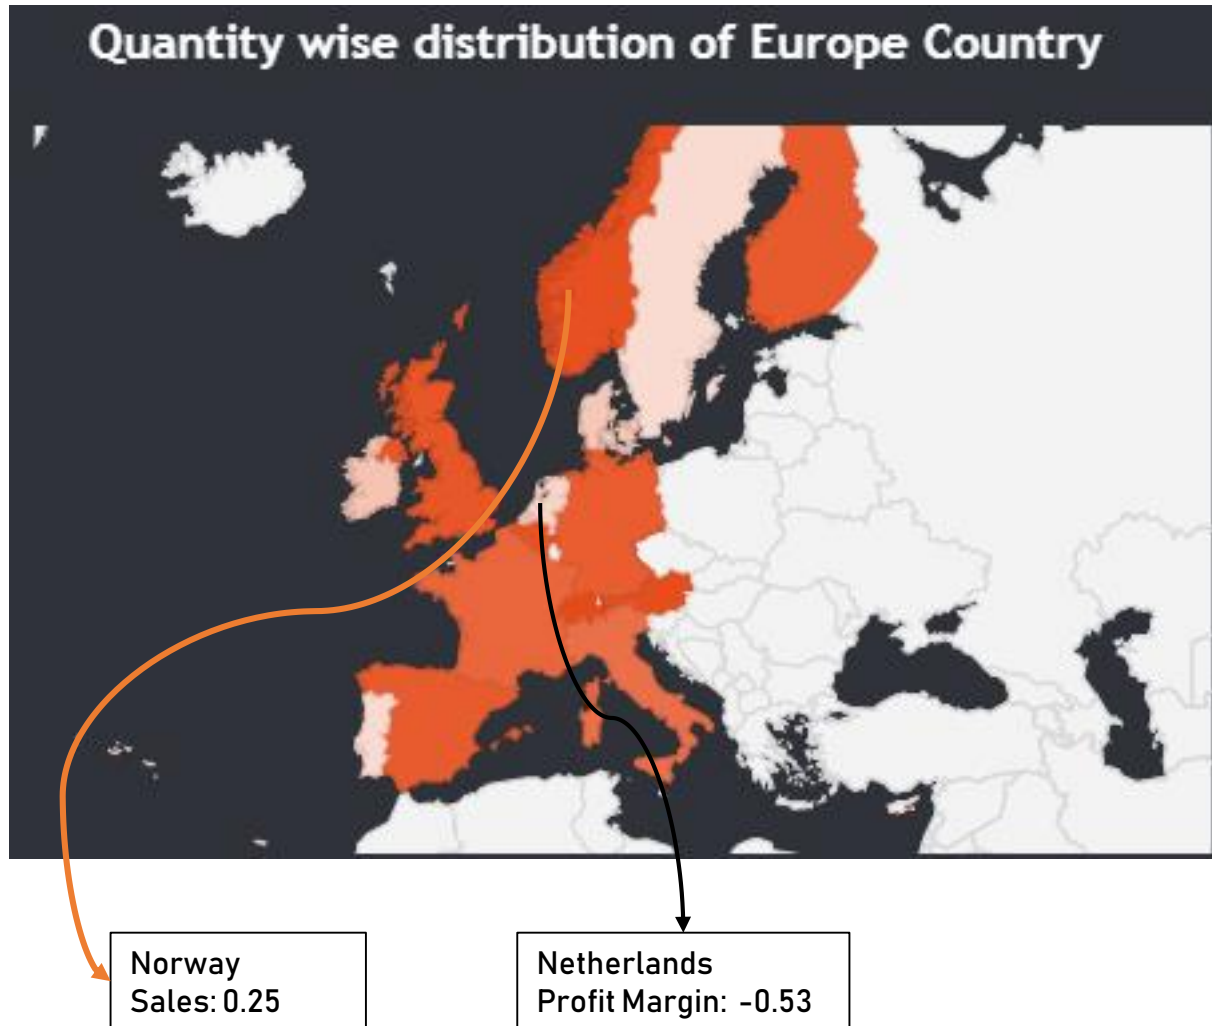 Quantity wise distribution of Europe Country
Norway
Sales: 0.25
Netherlands
Profit Margin: -0.53